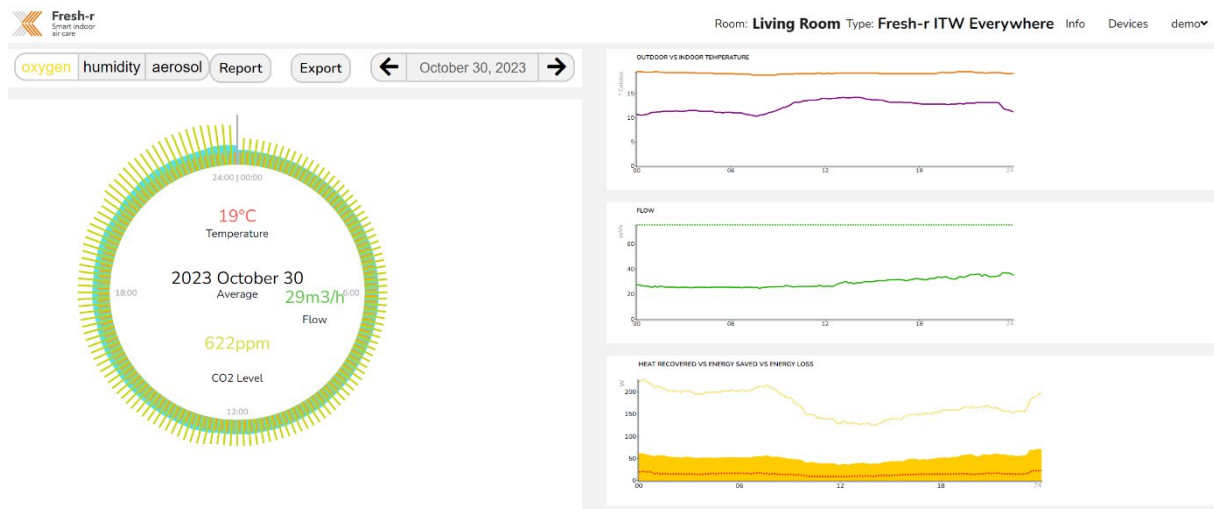 Fresh-r
Smart indoor
air care
Room: Living Room Type: Fresh-r ITW Everywhere Info Devices demo
oxygen humidity aerosol Report Export October 30, 2023
24:00 | 00:00
19°C
Temperature
2023 October 30
Average
18:00
29m3/h
6:00
Flow
622ppm
CO2 Level
12:00
OUTDOOR VS INDOOR TEMPERATURE
° Celsius
15
10
5
0
00 06 12 18 24
FLOW
m³/h
60
40
20
0
00 06 12 18 24
HEAT RECOVERED VS ENERGY SAVED VS ENERGY LOSS
W
200
150
100
50
0
00 06 12 18 24